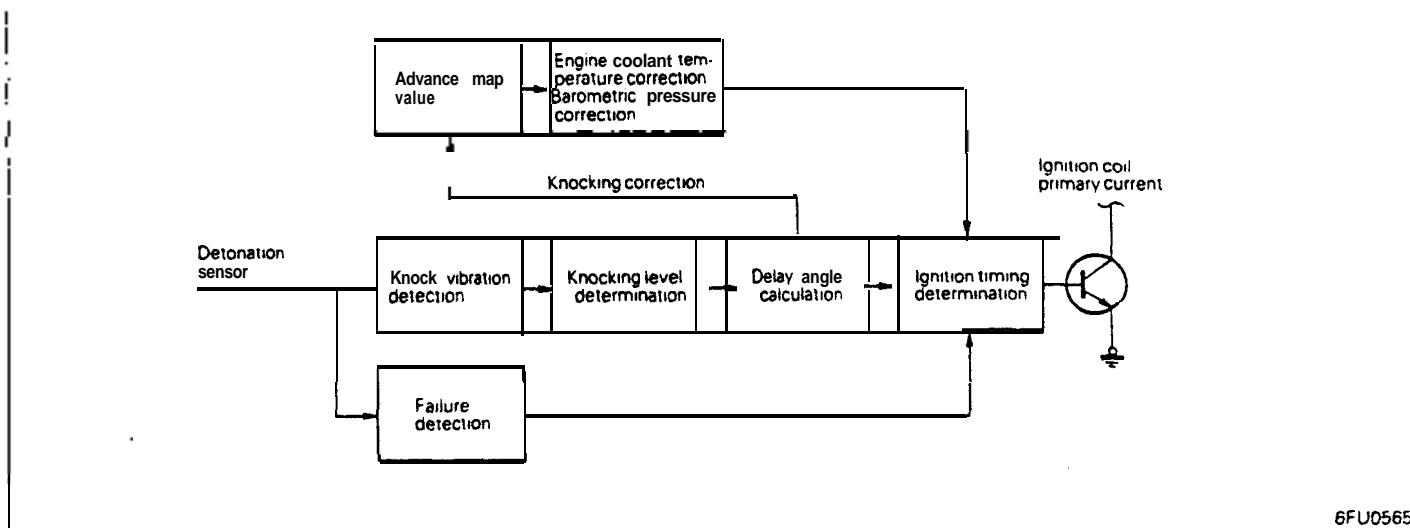 Advance map
value
Engine coolant tem-
perature correction
Barometric pressure
correction
Ignition coil
primary current
Knocking correction
Detonation
sensor
Knock vibration
detection
Knocking level
determination
Delay angle
calculation
Ignition timing
determination
Failure
detection
6FU0565